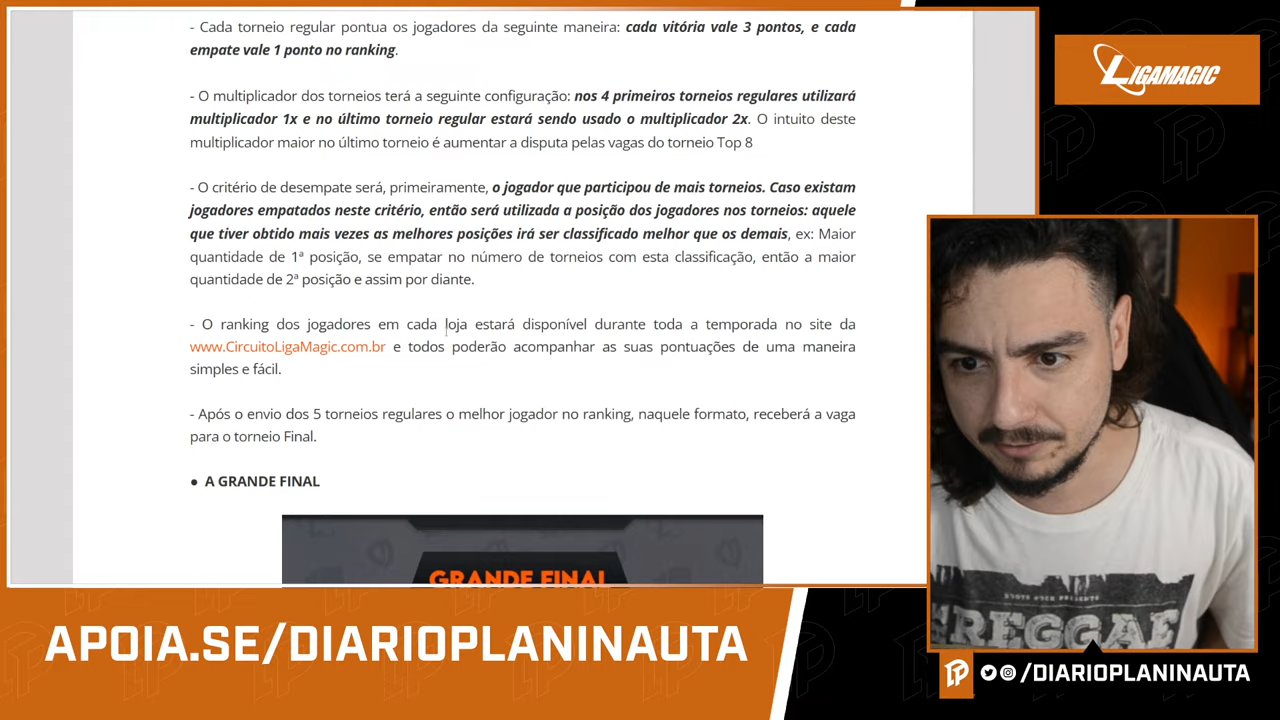 - Cada torneio regular pontua os jogadores da seguinte maneira: cada vitória vale 3 pontos, e cada
empate vale 1 ponto no ranking.
- O multiplicador dos torneios terá a seguinte configuração: nos 4 primeiros torneios regulares utilizará
multiplicador 1x e no último torneio regular estará sendo usado o multiplicador 2x. O intuito deste
multiplicador maior no último torneio é aumentar a disputa pelas vagas do torneio Top 8
- O critério de desempate será, primeiramente, o jogador que participou de mais torneios. Caso existam
jogadores empatados neste critério, então será utilizada a posição dos jogadores nos torneios: aquele
que tiver obtido mais vezes as melhores posições irá ser classificado melhor que os demais, ex: Maior
quantidade de 1ª posição, se empatar no número de torneios com esta classificação, então a maior
quantidade de 2ª posição e assim por diante.
- O ranking dos jogadores em cada loja estará disponível durante toda a temporada no site da
www.CircuitoLigaMagic.com.br e todos poderão acompanhar as suas pontuações de uma maneira
simples e fácil.
- Após o envio dos 5 torneios regulares o melhor jogador no ranking, naquele formato, receberá a vaga
para o torneio Final.
● A GRANDE FINAL
GRANDE FINAL
LIGAMAGIC
ROOTS ROCK PRESENTS
REGGAE
APOIA.SE/DIARIOPLANINAUTA
/DIARIOPLANINAUTA